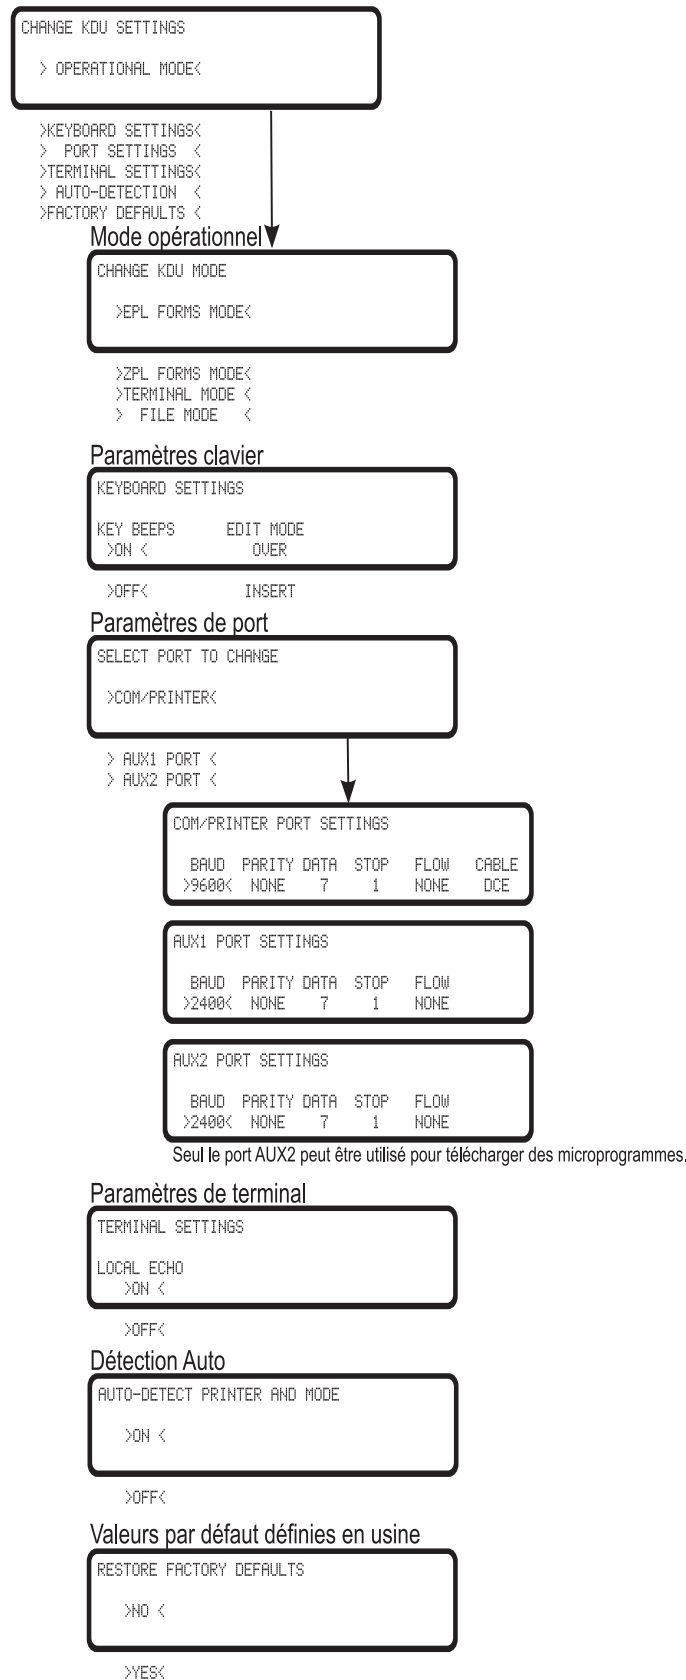 CHANGE KDU SETTINGS
> OPERATIONAL MODE<
>KEYBOARD SETTINGS<
> PORT SETTINGS <
>TERMINAL SETTINGS<
> AUTO-DETECTION <
>FACTORY DEFAULTS <
Mode opérationnel
CHANGE KDU MODE
>EPL FORMS MODE<
>ZPL FORMS MODE<
>TERMINAL MODE <
> FILE MODE <
Paramètres clavier
KEYBOARD SETTINGS
KEY BEEPS EDIT MODE
>ON < OVER
>OFF< INSERT
Paramètres de port
SELECT PORT TO CHANGE
>COM/PRINTER<
> AUX1 PORT <
> AUX2 PORT <
COM/PRINTER PORT SETTINGS
BAUD PARITY DATA STOP FLOW CABLE
>9600< NONE 7 1 NONE DCE
AUX1 PORT SETTINGS
BAUD PARITY DATA STOP FLOW
>2400< NONE 7 1 NONE
AUX2 PORT SETTINGS
BAUD PARITY DATA STOP FLOW
>2400< NONE 7 1 NONE
Seul le port AUX2 peut être utilisé pour télécharger des microprogrammes.
Paramètres de terminal
TERMINAL SETTINGS
LOCAL ECHO
>ON <
>OFF<
Détection Auto
AUTO-DETECT PRINTER AND MODE
>ON <
>OFF<
Valeurs par défaut définies en usine
RESTORE FACTORY DEFAULTS
>NO <
>YES<